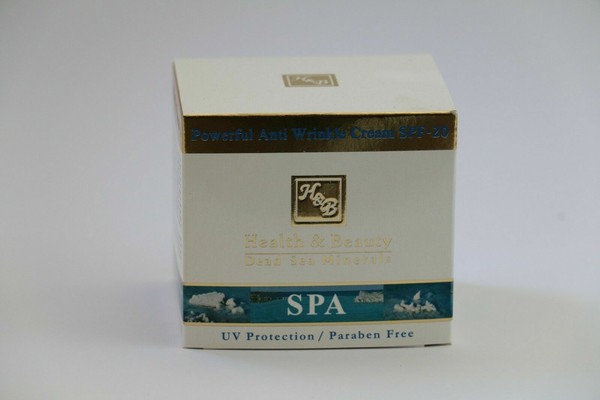 H&B
Powerful Anti Wrinkle Cream SPF-20
H&B
Health & Beauty
Dead Sea Minerals
SPA
UV Protection / Paraben Free